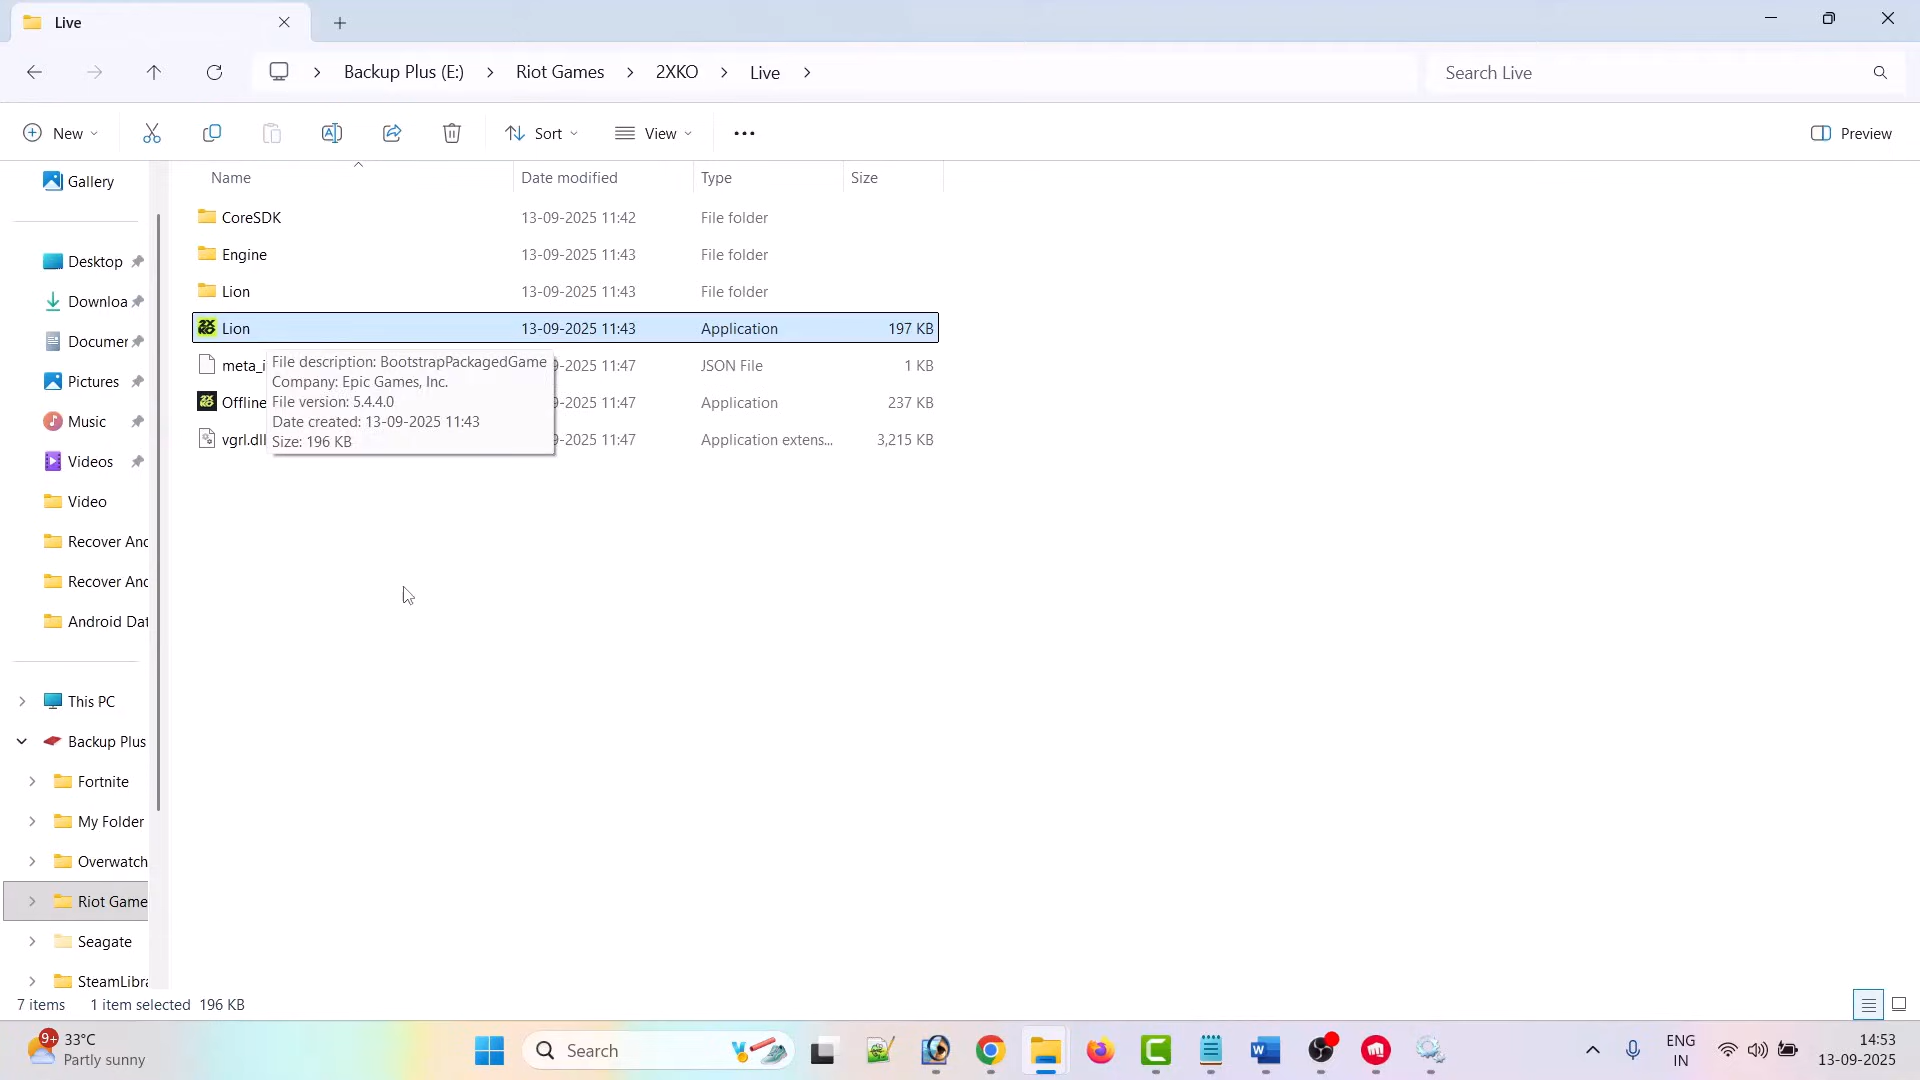 Live
Backup Plus (E:) Riot Games 2XKO Live
Search Live
New Sort View Preview
Name Date modified Type Size
Gallery
Desktop
Downloa
Documer
Pictures
Music
Videos
Video
Recover Anc
Recover Anc
Android Dat
This PC
Backup Plus
Fortnite
My Folder
Overwatch
Riot Game
Seagate
SteamLibra
CoreSDK 13-09-2025 11:42 File folder
Engine 13-09-2025 11:43 File folder
Lion 13-09-2025 11:43 File folder
Lion 13-09-2025 11:43 Application 197 KB
meta_i 9-2025 11:47 JSON File 1 KB
Offline 9-2025 11:47 Application 237 KB
vgrl.dll 9-2025 11:47 Application extens... 3,215 KB
File description: BootstrapPackagedGame
Company: Epic Games, Inc.
File version: 5.4.4.0
Date created: 13-09-2025 11:43
Size: 196 KB
7 items 1 item selected 196 KB
9+ 33°C
Partly sunny
Search
ENG
IN
14:53
13-09-2025